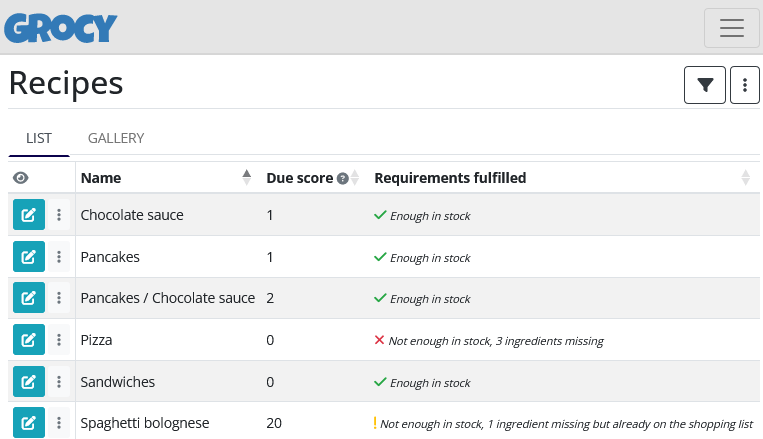 GROCY
Recipes
LIST GALLERY
Name Due score ? Requirements fulfilled
Chocolate sauce 1 Enough in stock
Pancakes 1 Enough in stock
Pancakes / Chocolate sauce 2 Enough in stock
Pizza 0 Not enough in stock, 3 ingredients missing
Sandwiches 0 Enough in stock
Spaghetti bolognese 20 ! Not enough in stock, 1 ingredient missing but already on the shopping list